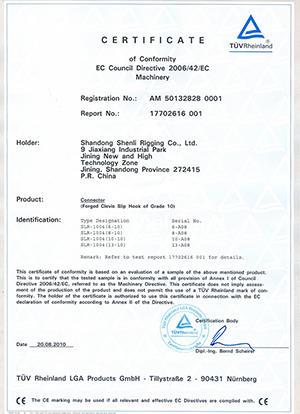 TÜVRheinland
CERTIFICATE
of Conformity
EC Council Directive 2006/42/EC
Machinery
Registration No.: AM 50132828 0001
Report No.: 17702616 001
Holder: Shandong Shenli Rigging Co., Ltd.
9 Jiaxiang Industrial Park
Jining New and High
Technology Zone
Jining, Shandong Province 272415
P.R. China
Product: Connector
(Forged Clevis Slip Hook of Grade 10)
Identification: Type Designation Serial No.
SLR-1004(6-10) 6-A08
SLR-1004(8-10) 8-A08
SLR-1004(10-10) 10-A08
SLR-1004(13-10) 13-A08
Remark: Refer to test report 17702616 001 for details.
This certificate of conformity is based on an evaluation of a sample of the above mentioned product.
This is to certify that the tested sample is in conformity with all provision of Annex I of Council
Directive 2006/42/EC, referred to as the Machinery Directive. This certificate does not imply assess-
ment of the production of the product and does not permit the use of a TÜV Rheinland mark of con-
formity. The holder of the certificate is authorized to use this certificate in connection with the EC
declaration of conformity according to Annex II of the Directive.
Certification Body
Date 20.08.2010
Dipl.-Ing. Bernd Scheirer
TÜV Rheinland LGA Products GmbH - Tillystraße 2 - 90431 Nürnberg
CE The CE marking may be used if all relevant and effective EC Directives are complied with. CE